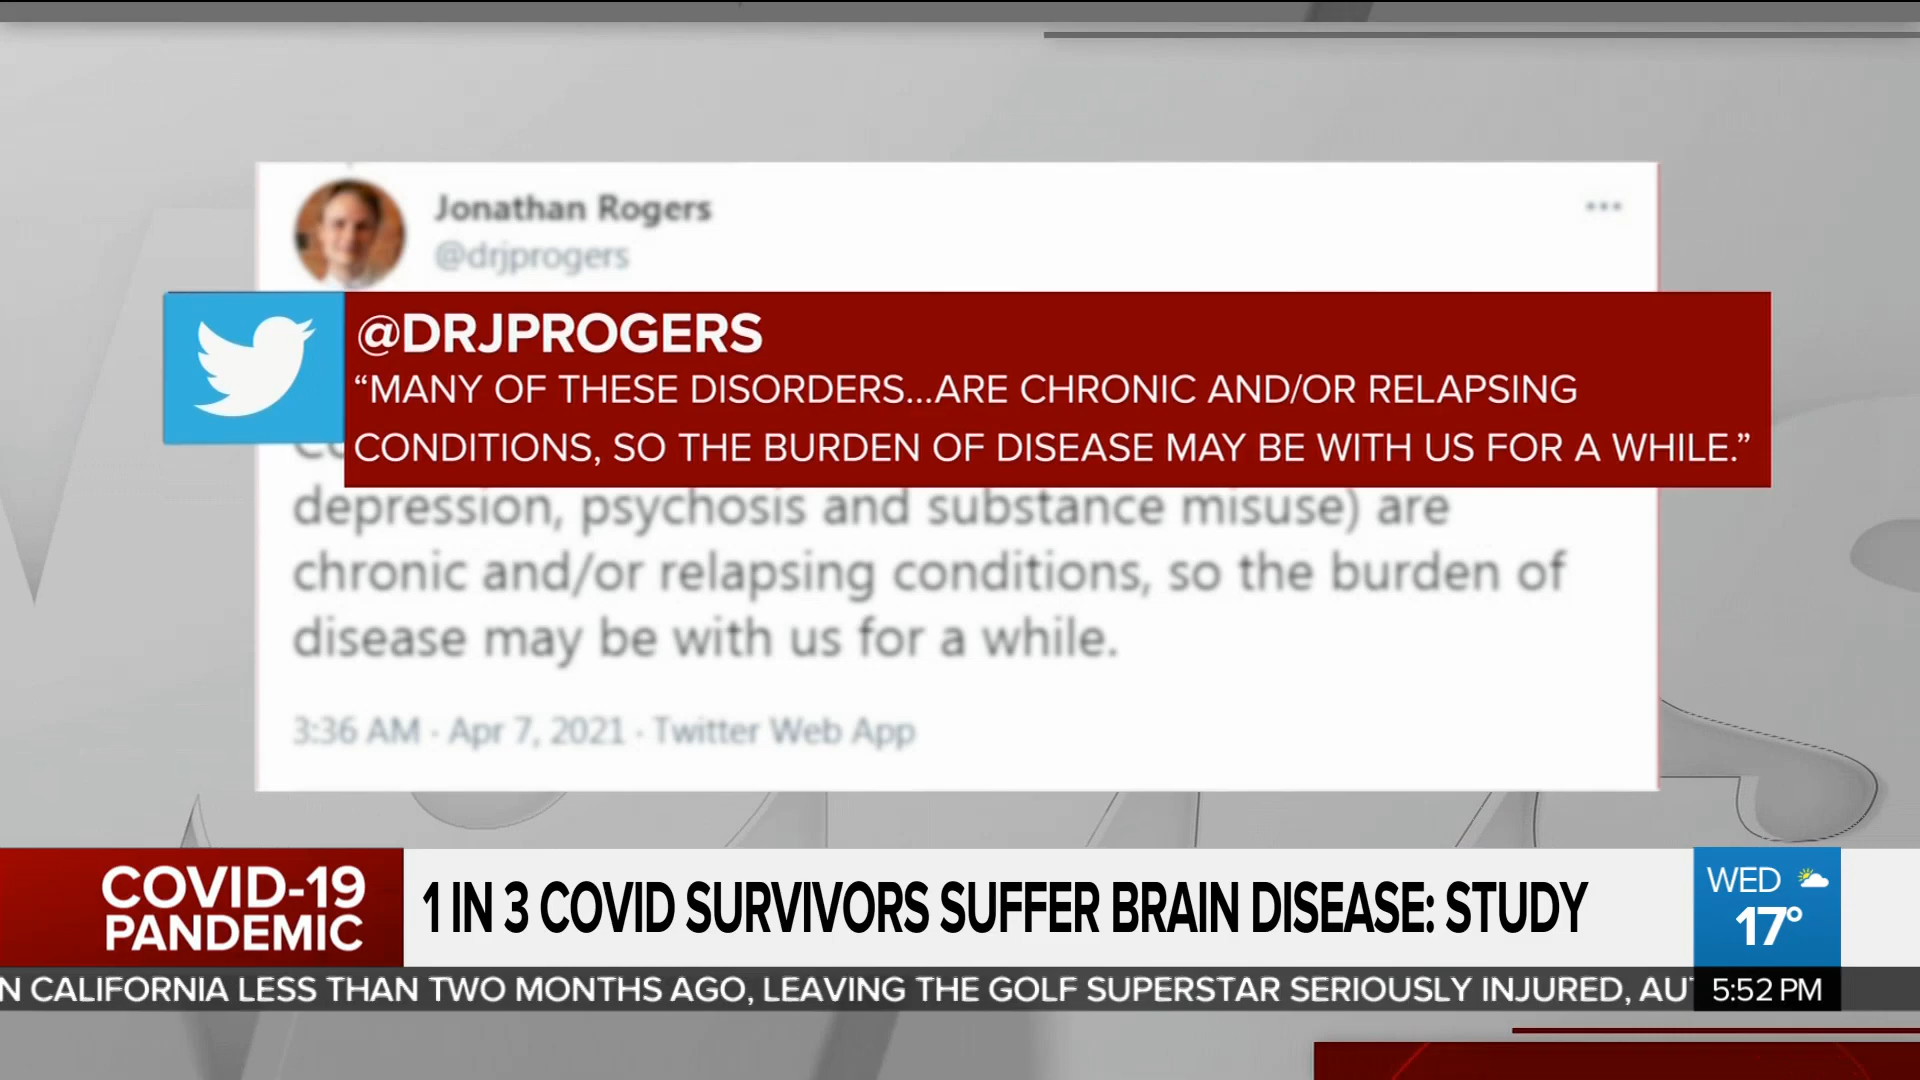 Jonathan Rogers
@drjprogers
@DRJPROGERS
“MANY OF THESE DISORDERS...ARE CHRONIC AND/OR RELAPSING
CONDITIONS, SO THE BURDEN OF DISEASE MAY BE WITH US FOR A WHILE.”
depression, psychosis and substance misuse) are
chronic and/or relapsing conditions, so the burden of
disease may be with us for a while.
3:36 AM · Apr 7, 2021 · Twitter Web App
COVID-19
PANDEMIC
1 IN 3 COVID SURVIVORS SUFFER BRAIN DISEASE: STUDY
WED
17°
N CALIFORNIA LESS THAN TWO MONTHS AGO, LEAVING THE GOLF SUPERSTAR SERIOUSLY INJURED, AUT
5:52 PM